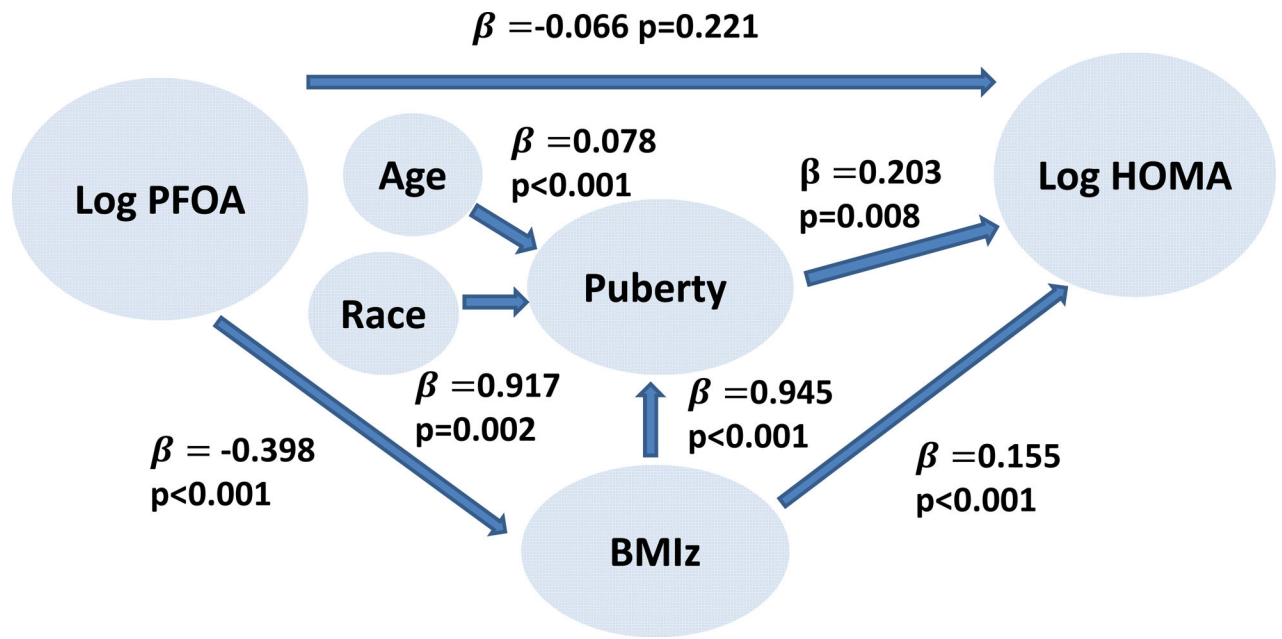 β =-0.066 p=0.221
Log PFOA
Age
β =0.078
p<0.001
β =0.203
p=0.008
Log HOMA
Race
Puberty
β =0.917
p=0.002
β =0.945
p<0.001
β = -0.398
p<0.001
β =0.155
p<0.001
BMIz